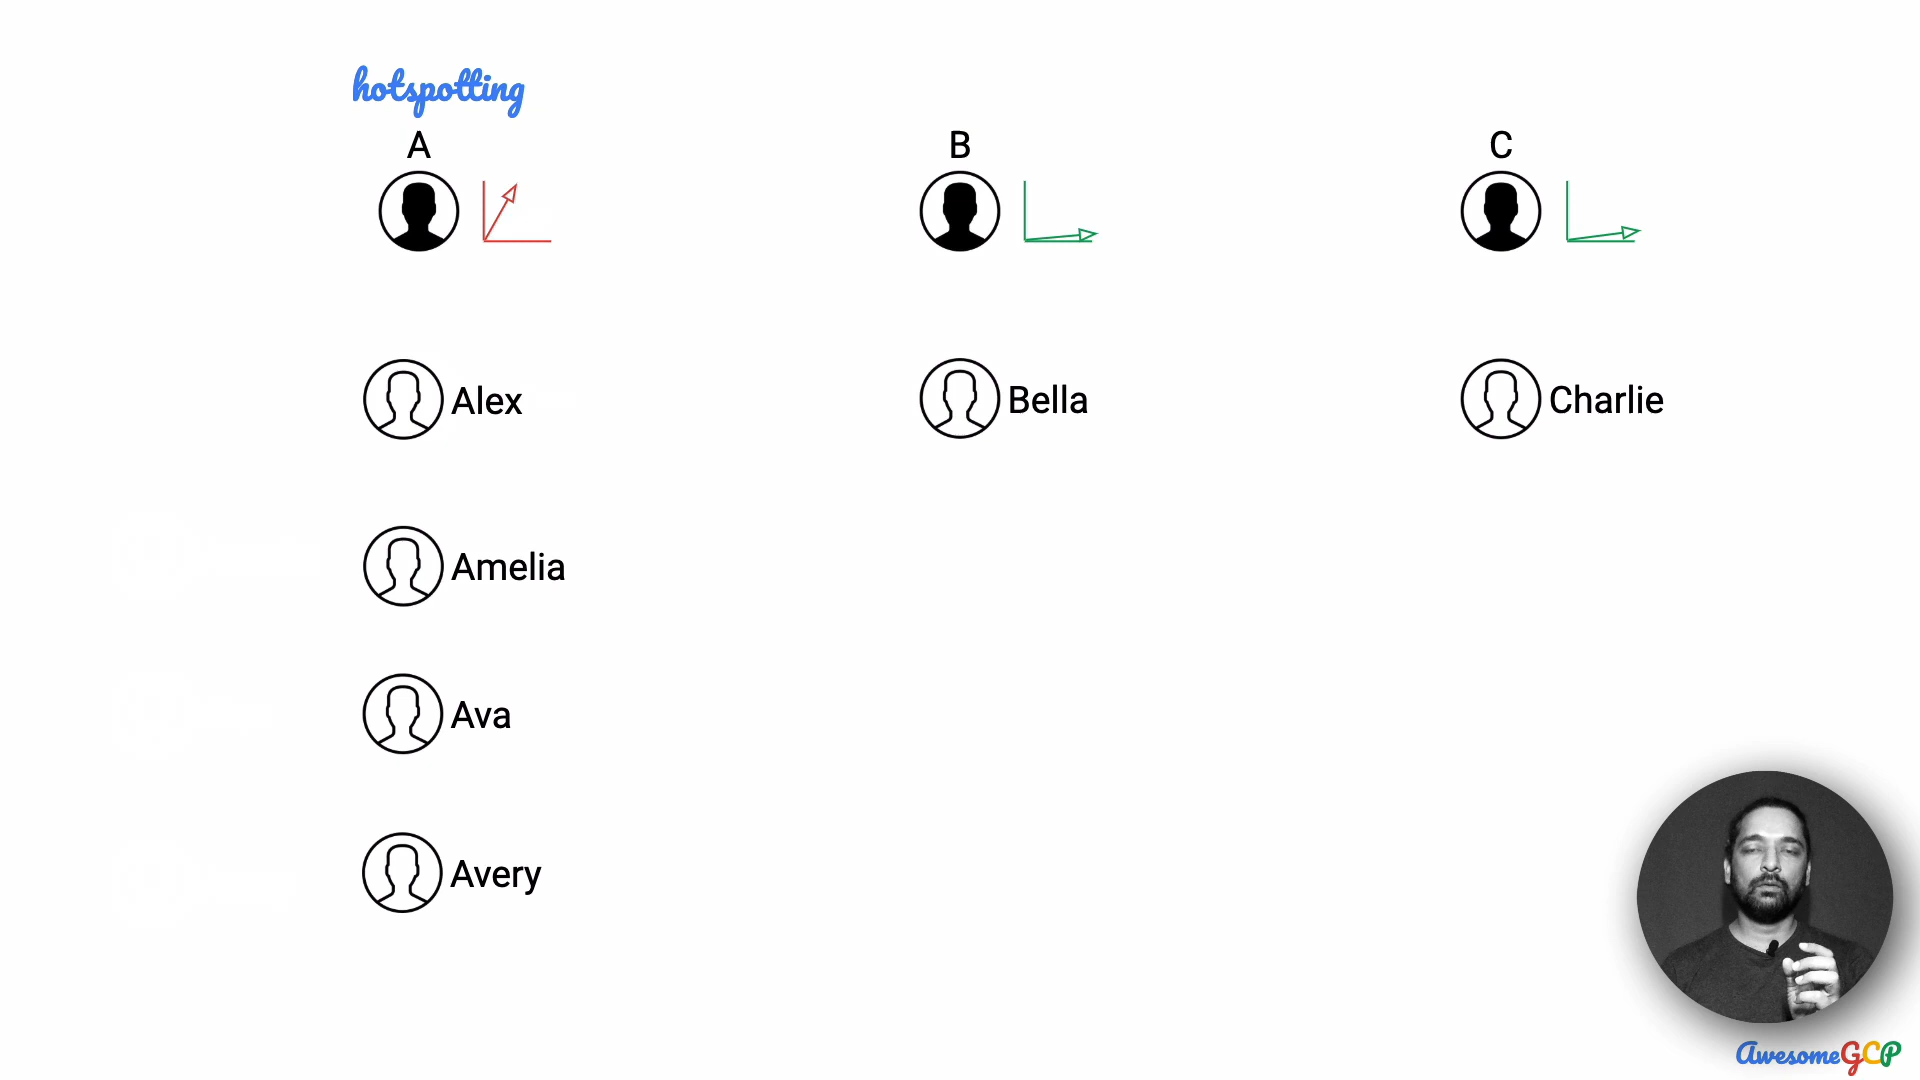 hotspotting
A
B
C
Alex
Bella
Charlie
Amelia
Ava
Avery
AwesomeGCP